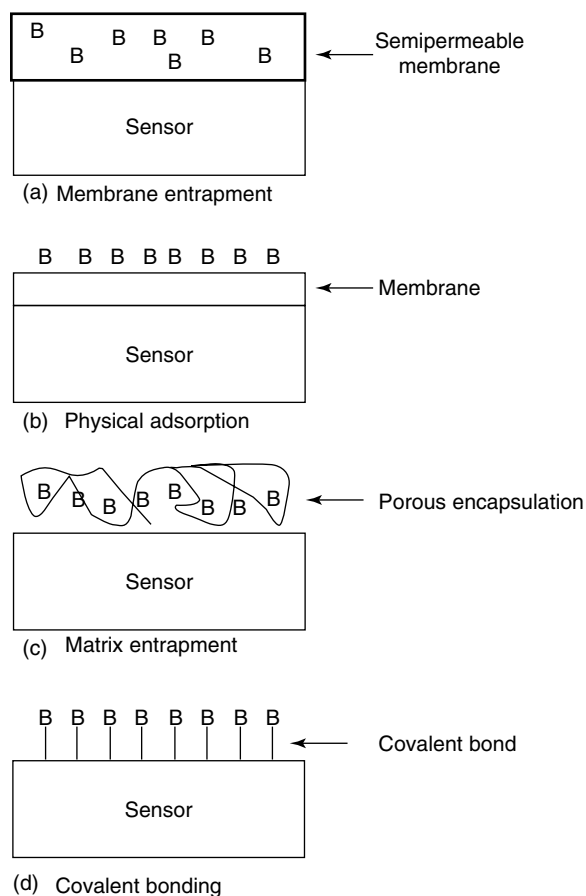 B B B B B B B
Semipermeable
membrane
Sensor
(a) Membrane entrapment
B B B B B B B B
Membrane
Sensor
(b) Physical adsorption
B B B B B B B B
Porous encapsulation
Sensor
(c) Matrix entrapment
B B B B B B B B
Covalent bond
Sensor
(d) Covalent bonding